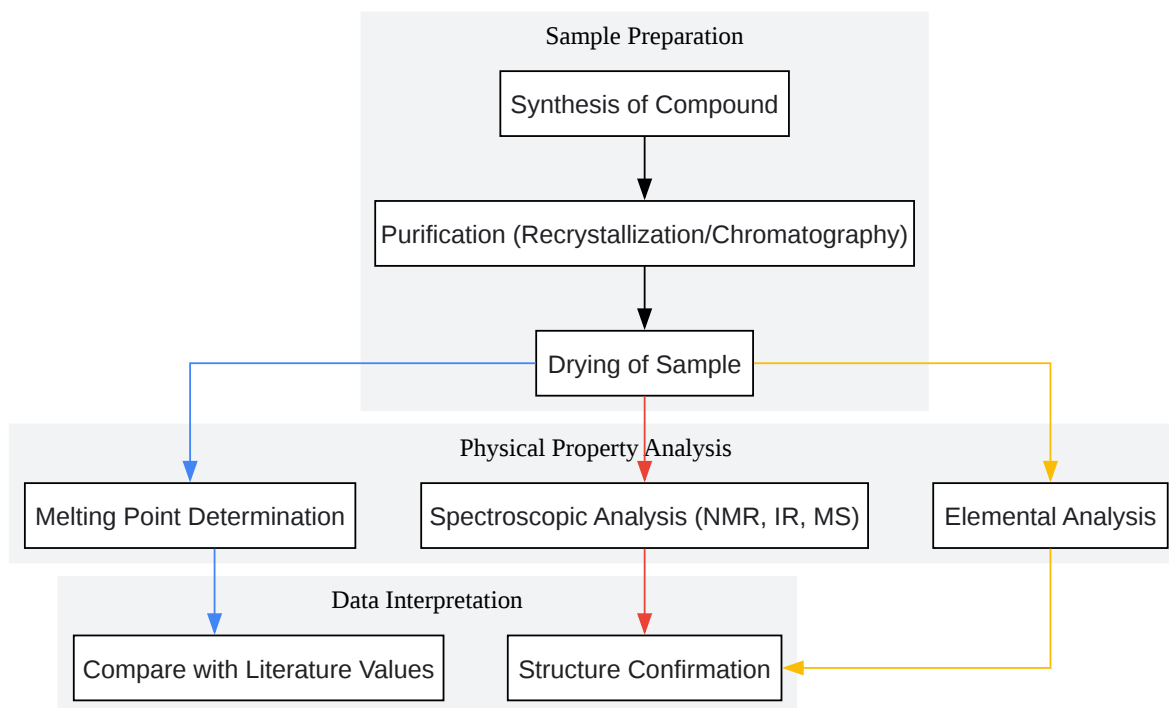 Sample Preparation
Synthesis of Compound
Purification (Recrystallization/Chromatography)
Drying of Sample
Physical Property Analysis
Melting Point Determination
Spectroscopic Analysis (NMR, IR, MS)
Elemental Analysis
Data Interpretation
Compare with Literature Values
Structure Confirmation